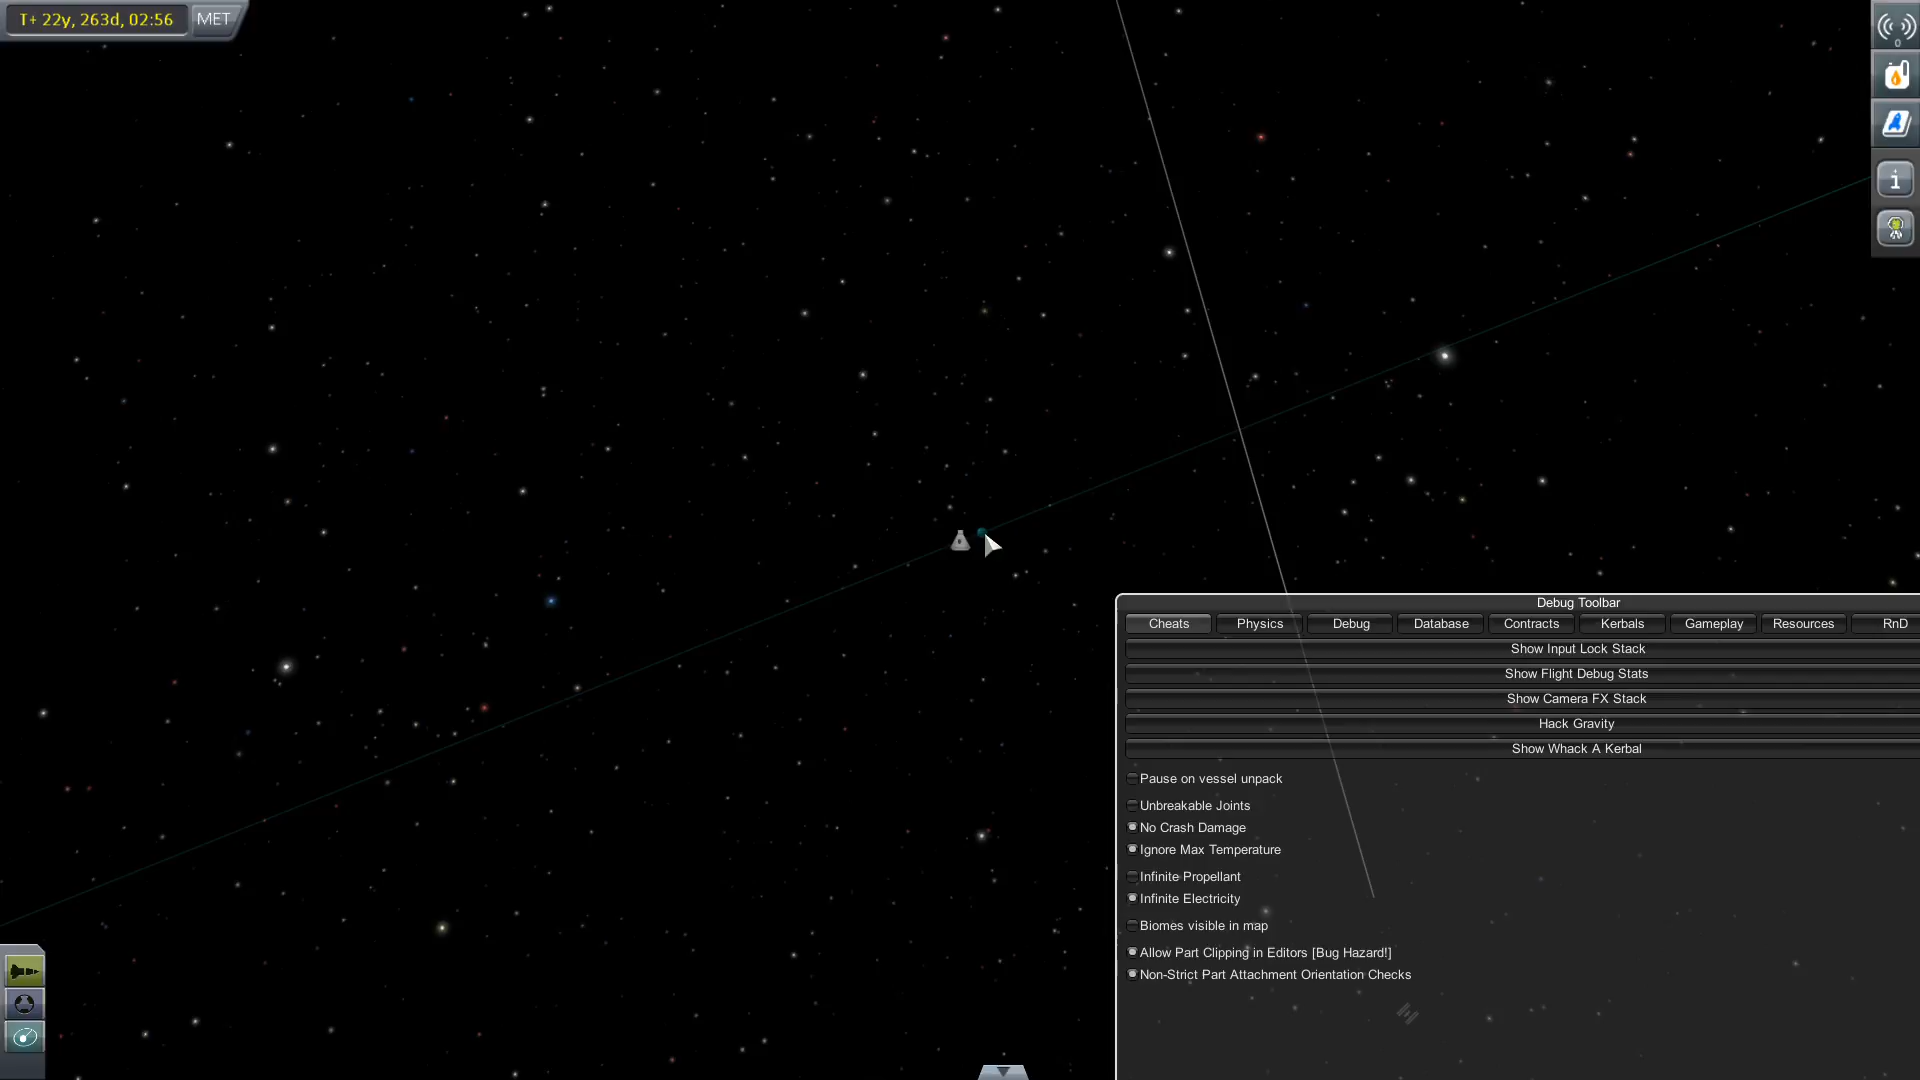 T+ 22y, 263d, 02:56 MET
0
Debug Toolbar
Cheats Physics Debug Database Contracts Kerbals Gameplay Resources RnD
Show Input Lock Stack
Show Flight Debug Stats
Show Camera FX Stack
Hack Gravity
Show Whack A Kerbal
Pause on vessel unpack
Unbreakable Joints
No Crash Damage
Ignore Max Temperature
Infinite Propellant
Infinite Electricity
Biomes visible in map
Allow Part Clipping in Editors [Bug Hazard!]
Non-Strict Part Attachment Orientation Checks